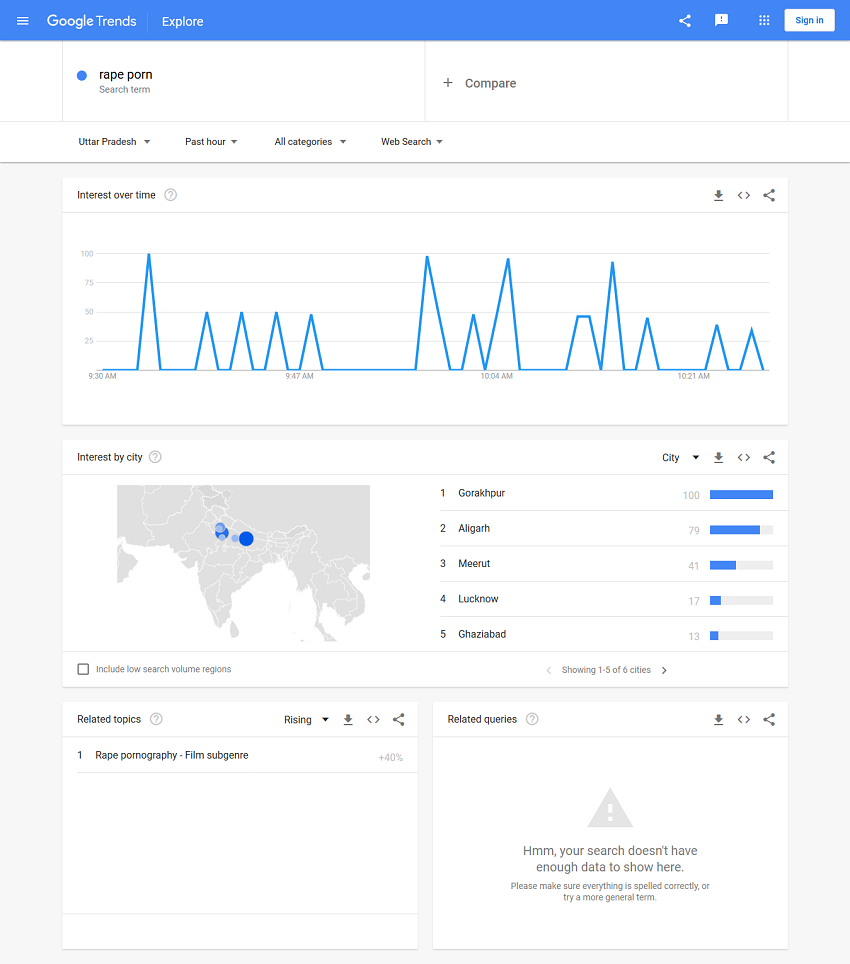 Google Trends Explore Sign in
rape porn
Search term
+ Compare
Uttar Pradesh Past hour All categories Web Search
Interest over time ?
100
75
50
25
9:30 AM 9:47 AM 10:04 AM 10:21 AM
Interest by city ? City
1 Gorakhpur 100
2 Aligarh 79
3 Meerut 41
4 Lucknow 17
5 Ghaziabad 13
Include low search volume regions
Showing 1-5 of 6 cities
Related topics ? Rising
1 Rape pornography - Film subgenre +40%
Related queries ?
Hmm, your search doesn't have
enough data to show here.
Please make sure everything is spelled correctly, or
try a more general term.